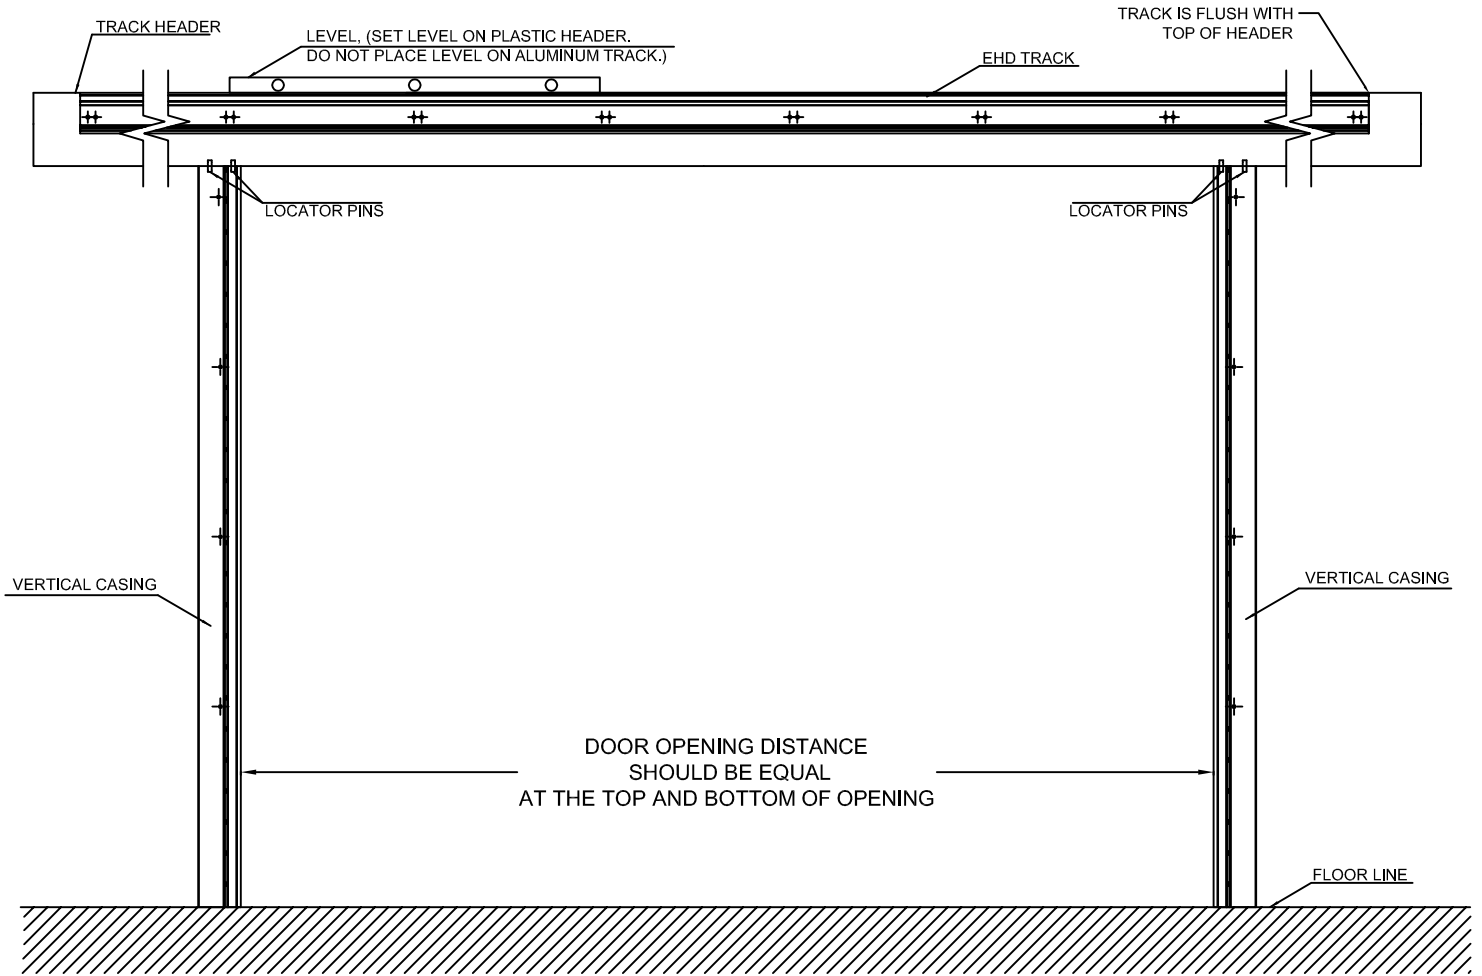 TRACK HEADER
LEVEL, (SET LEVEL ON PLASTIC HEADER.
DO NOT PLACE LEVEL ON ALUMINUM TRACK.)
EHD TRACK
TRACK IS FLUSH WITH
TOP OF HEADER
LOCATOR PINS
LOCATOR PINS
VERTICAL CASING
VERTICAL CASING
DOOR OPENING DISTANCE
SHOULD BE EQUAL
AT THE TOP AND BOTTOM OF OPENING
FLOOR LINE